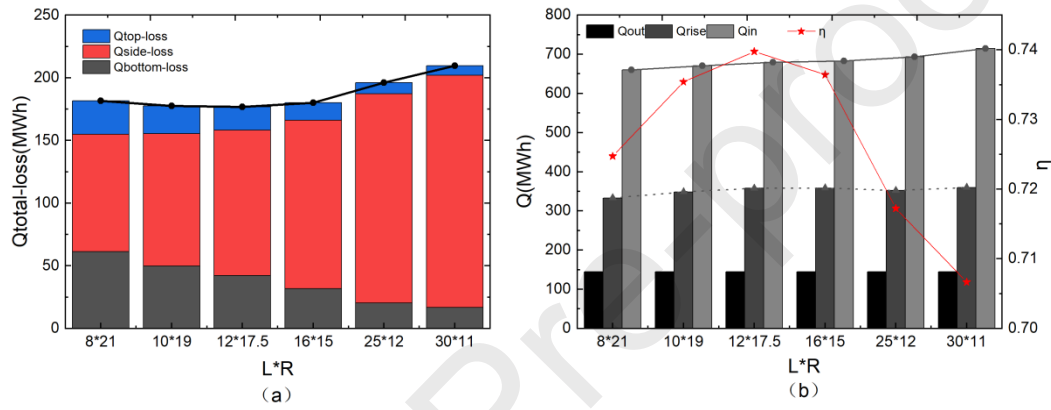 Qtop-loss
Qside-loss
Qbottom-loss
Qtotal-loss(MWh)
250
200
150
100
50
0
8*21 10*19 12*17.5 16*15 25*12 30*11
L*R
(a)
Qout Qrise Qin η
Q(MWh)
800
700
600
500
400
300
200
100
0
0.74
0.73
0.72
0.71
0.70
η
8*21 10*19 12*17.5 16*15 25*12 30*11
L*R
(b)
Pre-proo